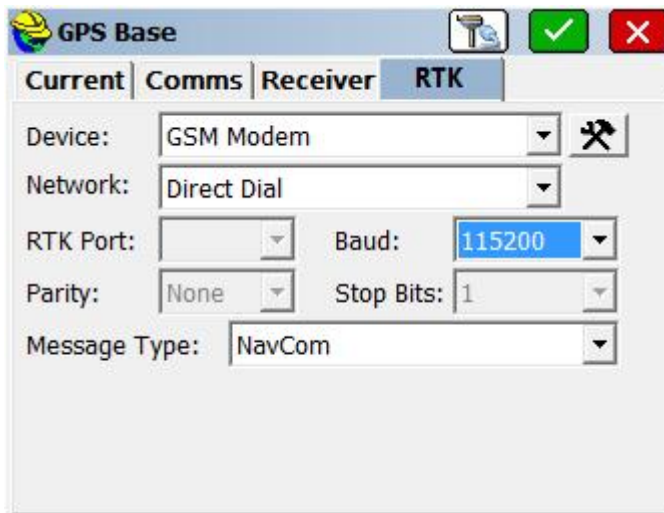 GPS Base
Current Comms Receiver RTK
Device: GSM Modem
Network: Direct Dial
RTK Port: Baud: 115200
Parity: None Stop Bits: 1
Message Type: NavCom